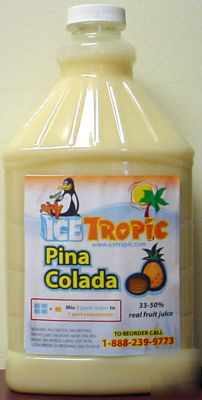 ICE TROPIC
www.icetropic.com
Pina
Colada
Mix 4 parts water to
1 part concentrate
33-50%
real fruit juice
TO REORDER CALL
1-888-239-9773